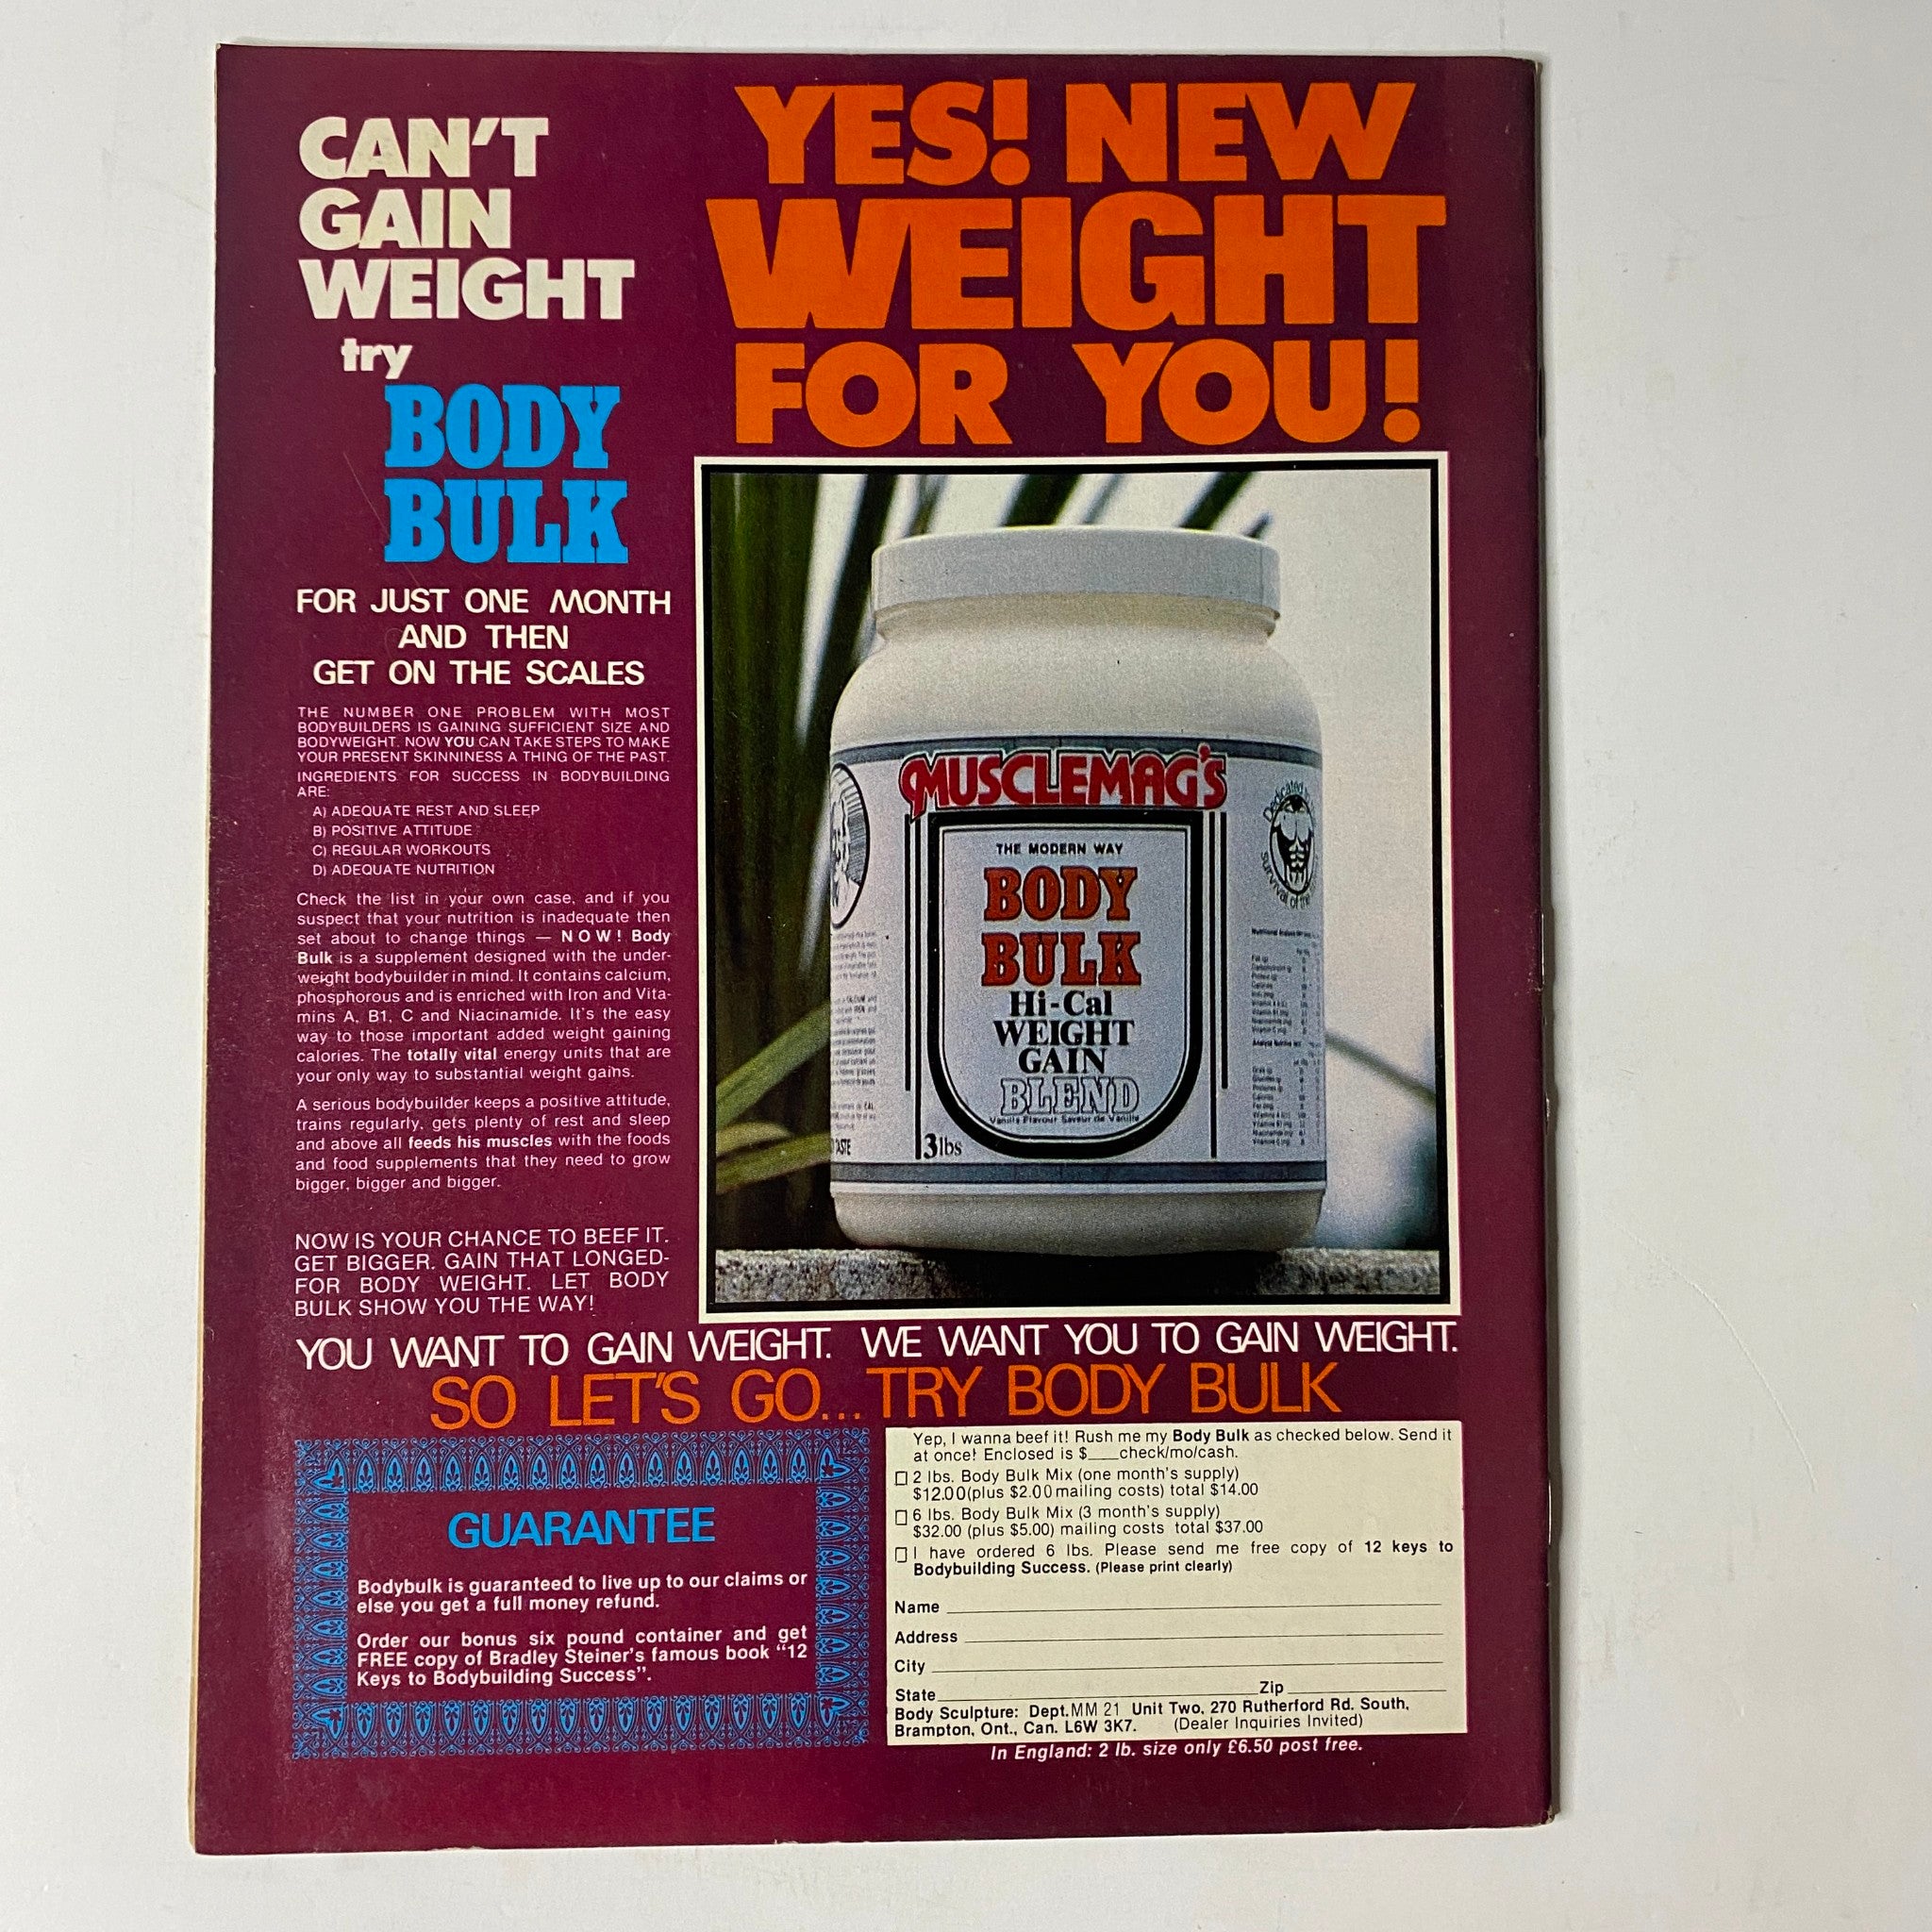 CAN'T
GAIN
WEIGHT
try
BODY
BULK
FOR JUST ONE MONTH
AND THEN
GET ON THE SCALES
THE NUMBER ONE PROBLEM WITH MOST
BODYBUILDERS IS GAINING SUFFICIENT SIZE AND
BODYWEIGHT. NOW YOU CAN TAKE STEPS TO MAKE
YOUR PRESENT SKINNINESS A THING OF THE PAST.
INGREDIENTS FOR SUCCESS IN BODYBUILDING
ARE:
A) ADEQUATE REST AND SLEEP
B) POSITIVE ATTITUDE
C) REGULAR WORKOUTS
D) ADEQUATE NUTRITION
Check the list in your own case, and if you
suspect that your nutrition is inadequate then
set about to change things — NOW! Body
Bulk is a supplement designed with the under-
weight bodybuilder in mind. It contains calcium,
phosphorous and is enriched with Iron and Vita-
mins A, B1, C and Niacinamide. It's the easy
way to those important added weight gaining
calories. The totally vital energy units that are
your only way to substantial weight gains.
A serious bodybuilder keeps a positive attitude,
trains regularly, gets plenty of rest and sleep
and above all feeds his muscles with the foods
and food supplements that they need to grow
bigger, bigger and bigger.
NOW IS YOUR CHANCE TO BEEF IT.
GET BIGGER. GAIN THAT LONGED-
FOR BODY WEIGHT. LET BODY
BULK SHOW YOU THE WAY!
YES! NEW
WEIGHT
FOR YOU!
MUSCLEMAG'S
THE MODERN WAY
BODY
BULK
Hi-Cal
WEIGHT
GAIN
BLEND
Vanilla Flavour Saveur de Vanille
3lbs
Dedicated
survival of the
YOU WANT TO GAIN WEIGHT. WE WANT YOU TO GAIN WEIGHT.
SO LET'S GO... TRY BODY BULK
GUARANTEE
Bodybulk is guaranteed to live up to our claims or
else you get a full money refund.
Order our bonus six pound container and get
FREE copy of Bradley Steiner's famous book "12
Keys to Bodybuilding Success".
Yep, I wanna beef it! Rush me my Body Bulk as checked below. Send it
at once! Enclosed is $___check/mo/cash.
2 lbs. Body Bulk Mix (one month's supply)
$12.00(plus $2.00 mailing costs) total $14.00
6 lbs. Body Bulk Mix (3 month's supply)
$32.00 (plus $5.00) mailing costs total $37.00
I have ordered 6 lbs. Please send me free copy of 12 keys to
Bodybuilding Success. (Please print clearly)
Name
Address
City
State Zip
Body Sculpture: Dept.MM 21 Unit Two, 270 Rutherford Rd. South,
Brampton, Ont., Can. L6W 3K7. (Dealer Inquiries Invited)
In England: 2 lb. size only £6.50 post free.